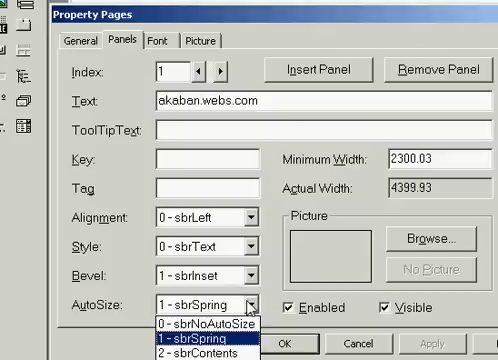 Property Pages
General Panels Font Picture
Index: 1 Insert Panel Remove Panel
Text: akaban.webs.com
ToolTipText:
Key: Minimum Width: 2300.03
Tag Actual Width: 4399.93
Alignment: 0 - sbrLeft Picture
Style: 0 - sbrText Browse...
Bevel: 1 - sbrInset No Picture
AutoSize: 1 - sbrSpring Enabled Visible
0 - sbrNoAutoSize
1 - sbrSpring OK Cancel Apply
2 - sbrContents